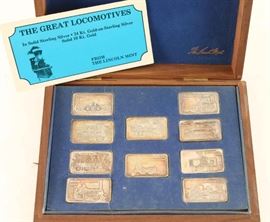 THE GREAT LOCOMOTIVES
In Solid Sterling Silver • 24 Kt. Gold on Sterling Silver
Solid 18 Kt. Gold
FROM
THE LINCOLN MINT